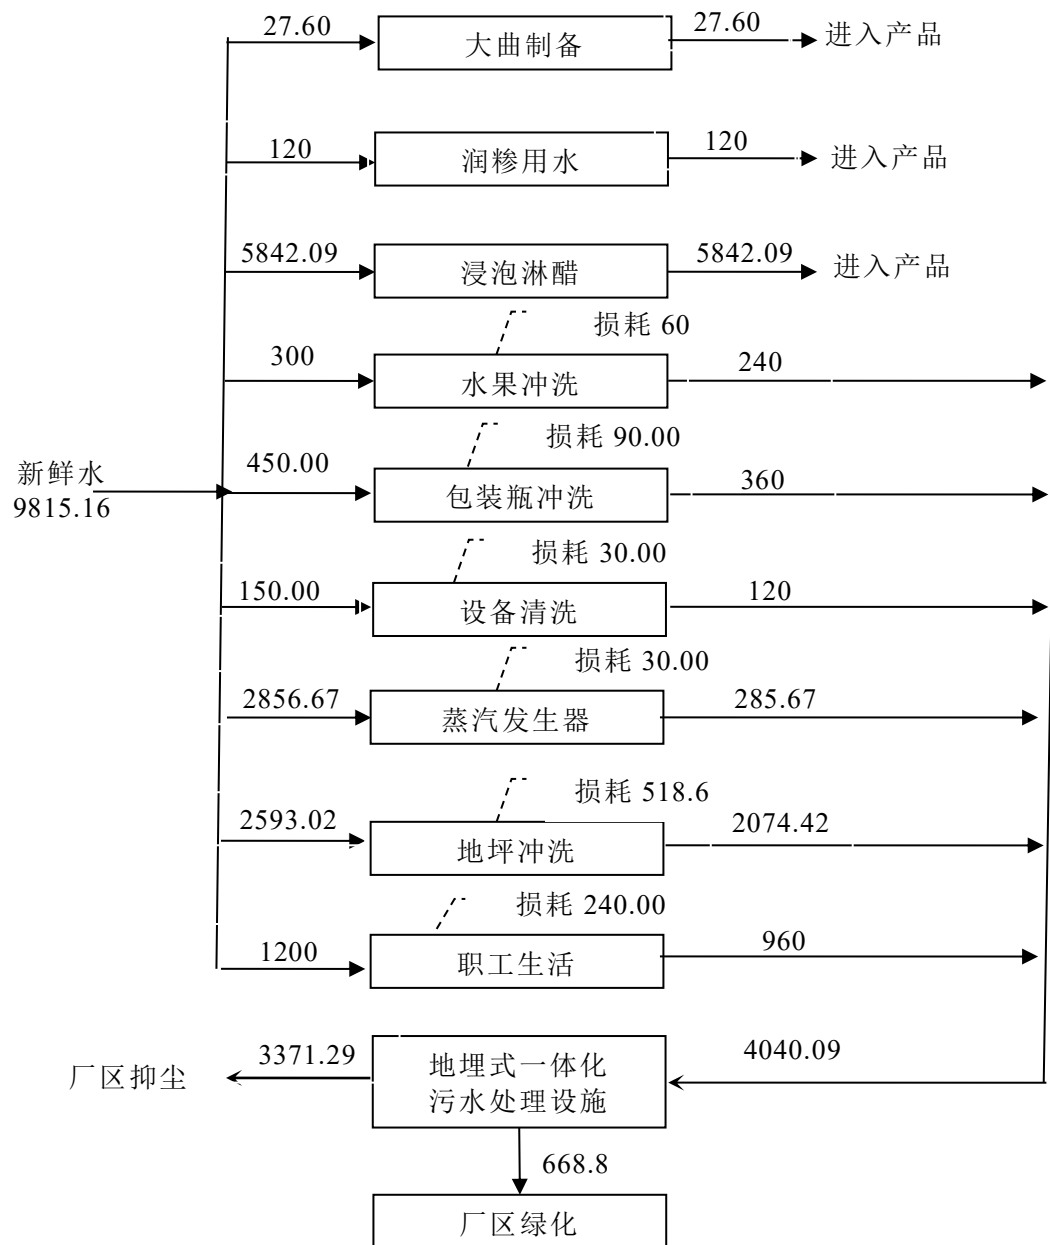 27.60
大曲制备
27.60
进入产品
120
润糁用水
120
进入产品
5842.09
浸泡淋醋
5842.09
进入产品
损耗 60
300
水果冲洗
240
损耗 90.00
新鲜水
9815.16
450.00
包装瓶冲洗
360
损耗 30.00
150.00
设备清洗
120
损耗 30.00
2856.67
蒸汽发生器
285.67
损耗 518.6
2593.02
地坪冲洗
2074.42
损耗 240.00
1200
职工生活
960
厂区抑尘
3371.29
地埋式一体化
污水处理设施
4040.09
668.8
厂区绿化